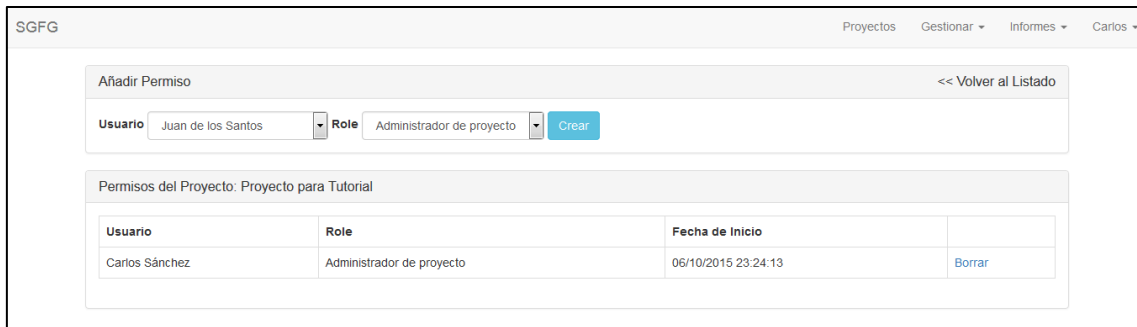 SGFG Proyectos Gestionar Informes Carlos
Añadir Permiso << Volver al Listado
Usuario Juan de los Santos Role Administrador de proyecto Crear
Permisos del Proyecto: Proyecto para Tutorial
Usuario Role Fecha de Inicio
Carlos Sánchez Administrador de proyecto 06/10/2015 23:24:13 Borrar